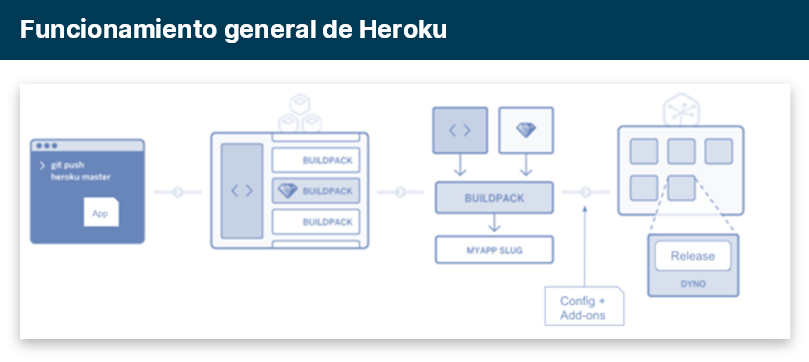 Funcionamiento general de Heroku
git push
heroku master
App
BUILDPACK
BUILDPACK
BUILDPACK
BUILDPACK
MYAPP SLUG
Config +
Add-ons
Release
DYNO